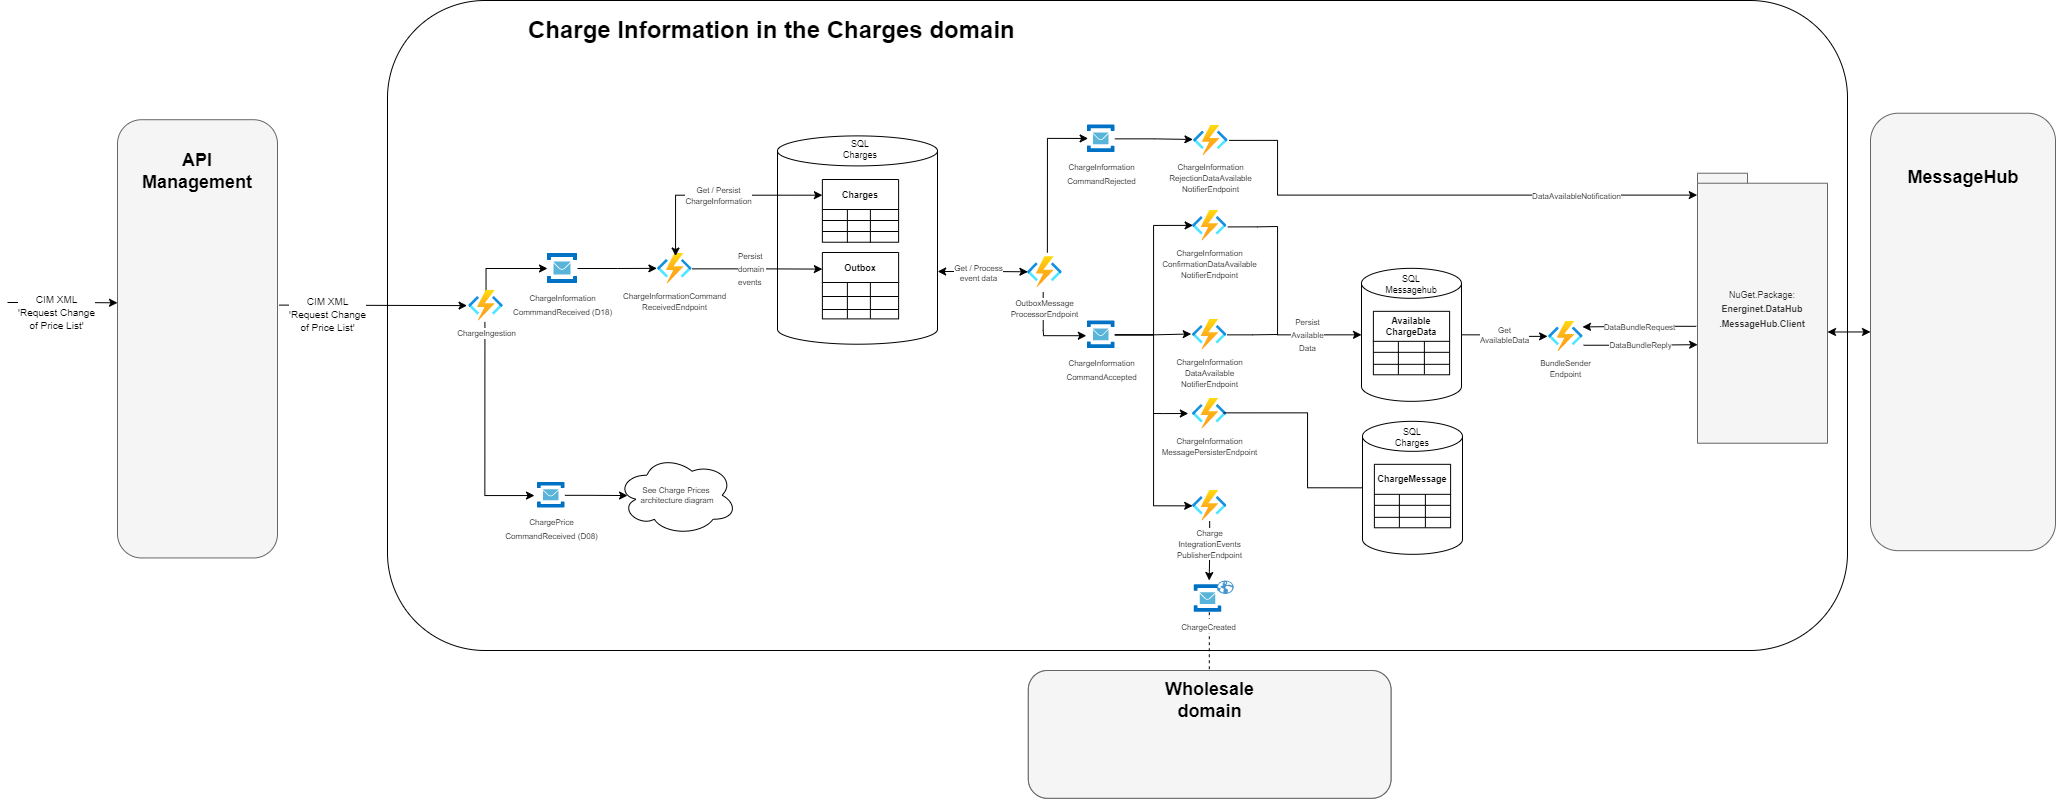 Charge Information in the Charges domain
API
Management
MessageHub
CIM XML
'Request Change
of Price List'
CIM XML
'Request Change
of Price List'
ChargeIngestion
ChargeInformation
CommmandReceived (D18)
ChargeInformationCommand
ReceivedEndpoint
Get / Persist
ChargeInformation
Persist
domain
events
SQL
Charges
Charges
Outbox
Get / Process
event data
OutboxMessage
ProcessorEndpoint
ChargeInformation
CommandRejected
ChargeInformation
RejectionDataAvailable
NotifierEndpoint
DataAvailableNotification
ChargeInformation
ConfirmationDataAvailable
NotifierEndpoint
ChargeInformation
CommandAccepted
ChargeInformation
DataAvailable
NotifierEndpoint
Persist
Available
Data
SQL
Messagehub
Available
ChargeData
Get
AvailableData
BundleSender
Endpoint
DataBundleRequest
DataBundleReply
NuGet.Package:
Energinet.DataHub
.MessageHub.Client
ChargeInformation
MessagePersisterEndpoint
SQL
Charges
ChargeMessage
ChargePrice
CommandReceived (D08)
See Charge Prices
architecture diagram
Charge
IntegrationEvents
PublisherEndpoint
ChargeCreated
Wholesale
domain